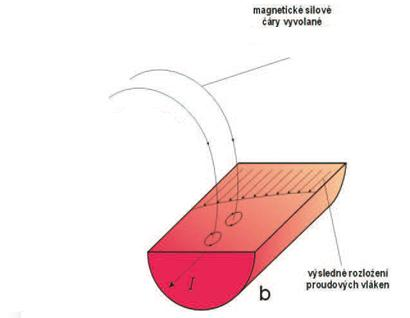 magnetické silové
čáry vyvolané
výsledné rozložení
proudových vláken
I
b